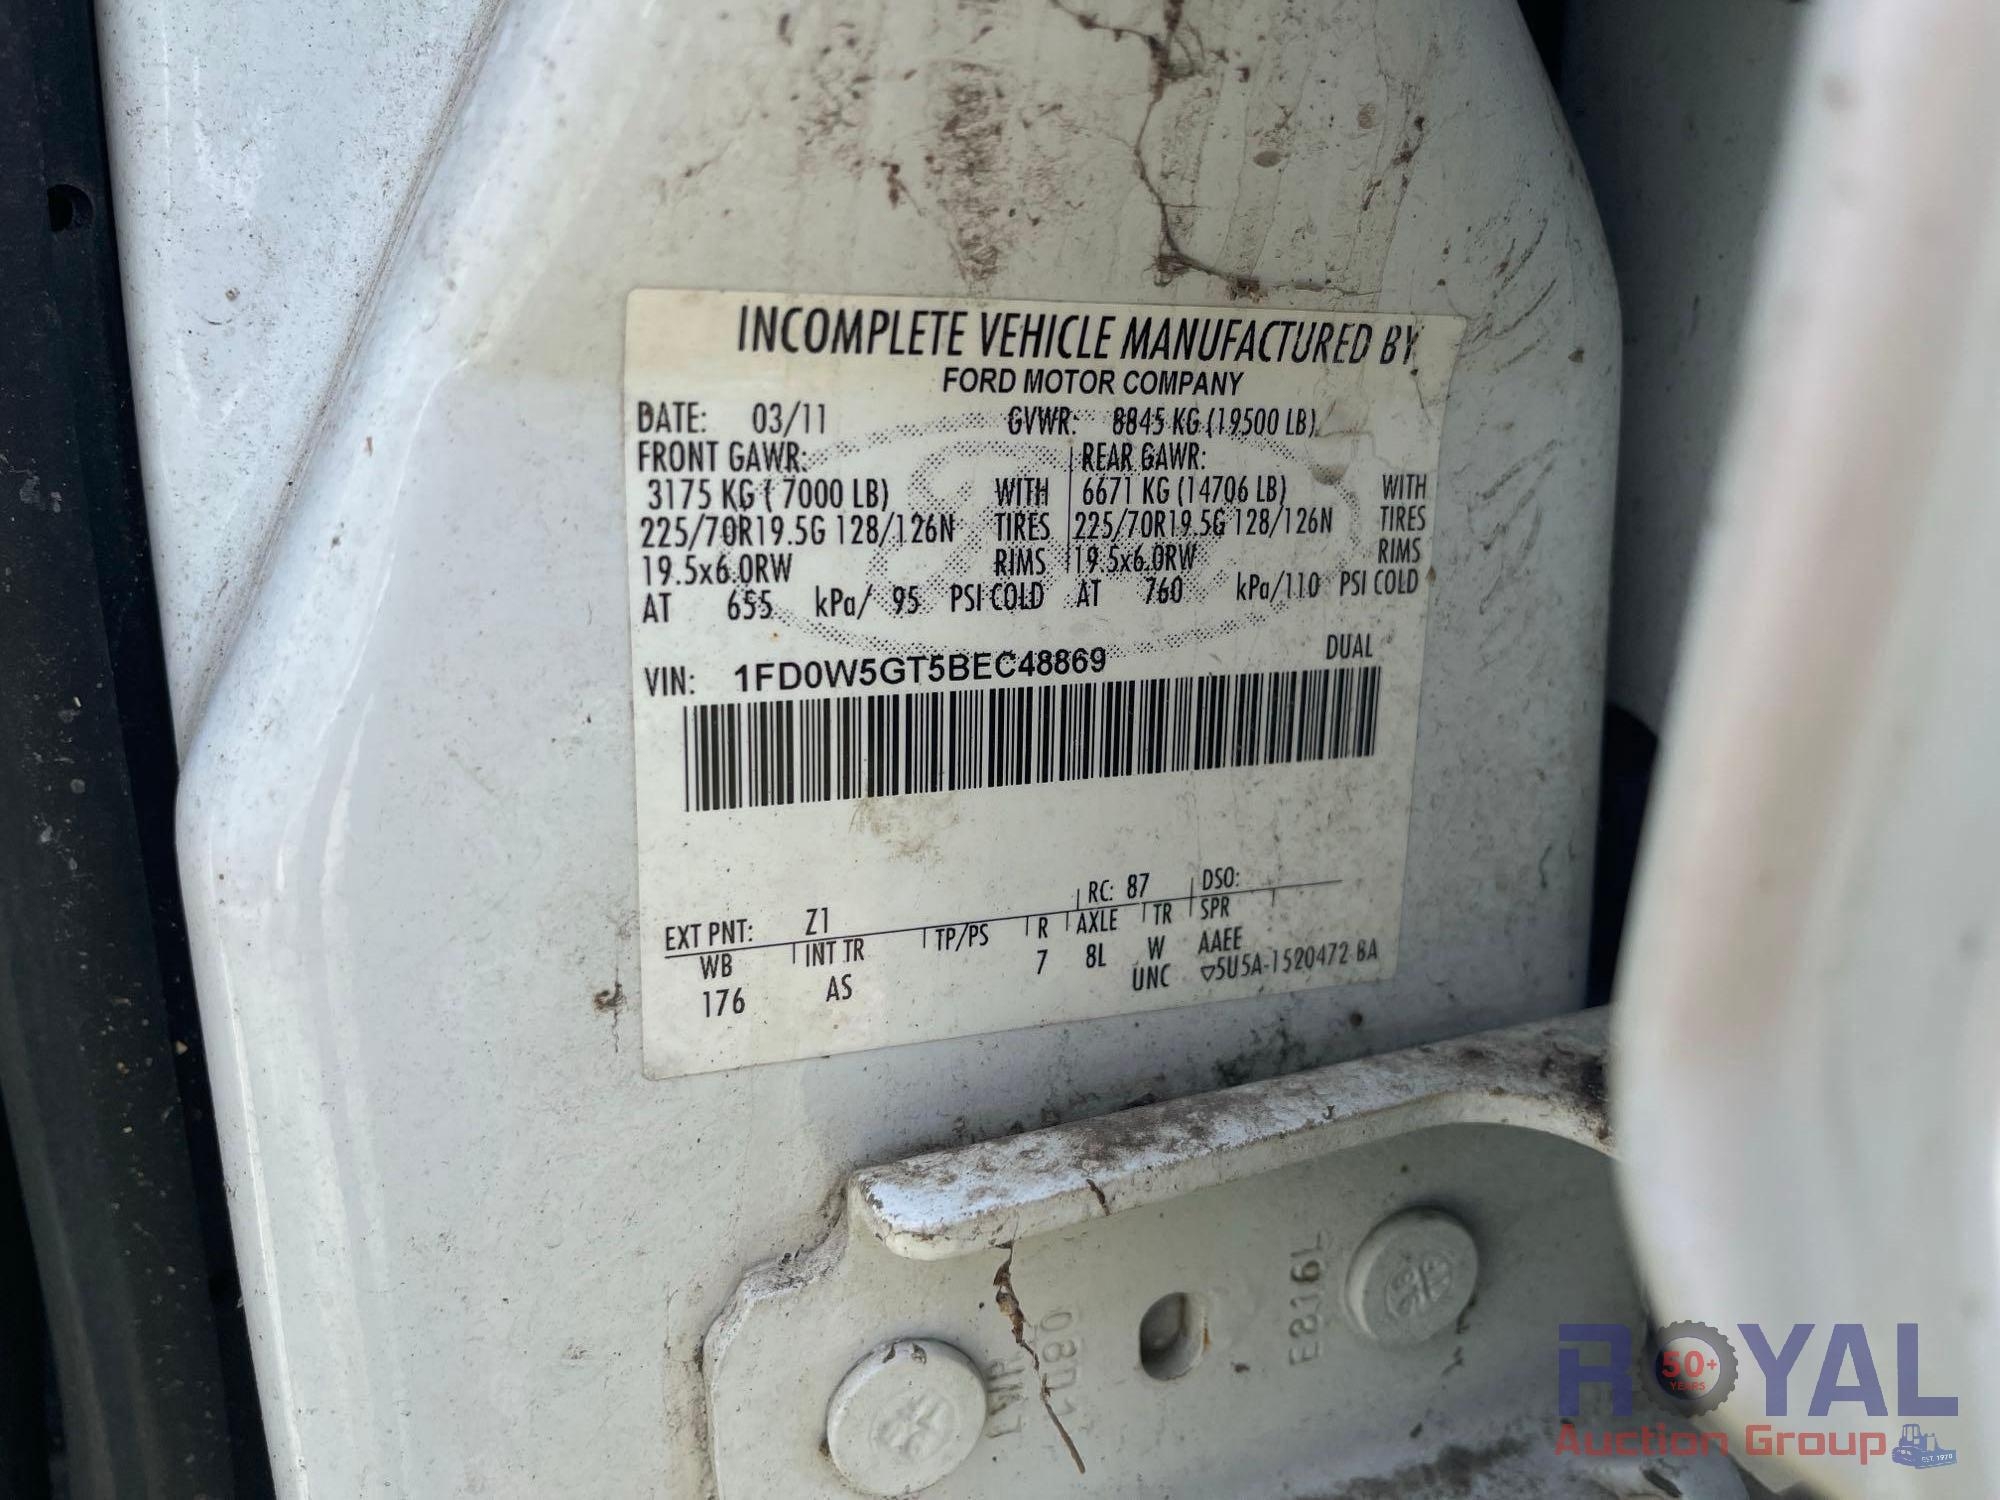 INCOMPLETE VEHICLE MANUFACTURED BY
FORD MOTOR COMPANY
DATE: 03/11 GVWR: 8845 KG (19500 LB)
FRONT GAWR: REAR GAWR:
3175 KG ( 7000 LB) WITH 6671 KG (14706 LB) WITH
225/70R19.5G 128/126N TIRES 225/70R19.5G 128/126N TIRES
19.5x6.0RW RIMS 19.5x6.0RW RIMS
AT 655 kPa/ 95 PSI COLD AT 760 kPa/110 PSI COLD
VIN: 1FD0W5GT5BEC48869 DUAL
RC: 87 DSO:
EXT PNT: Z1
WB INT TR TP/PS R AXLE TR SPR
176 AS 7 8L W AAEE
UNC 5U5A-1520472-BA
E816L
ROYAL
50+
YEARS
Auction Group
EST. 1970